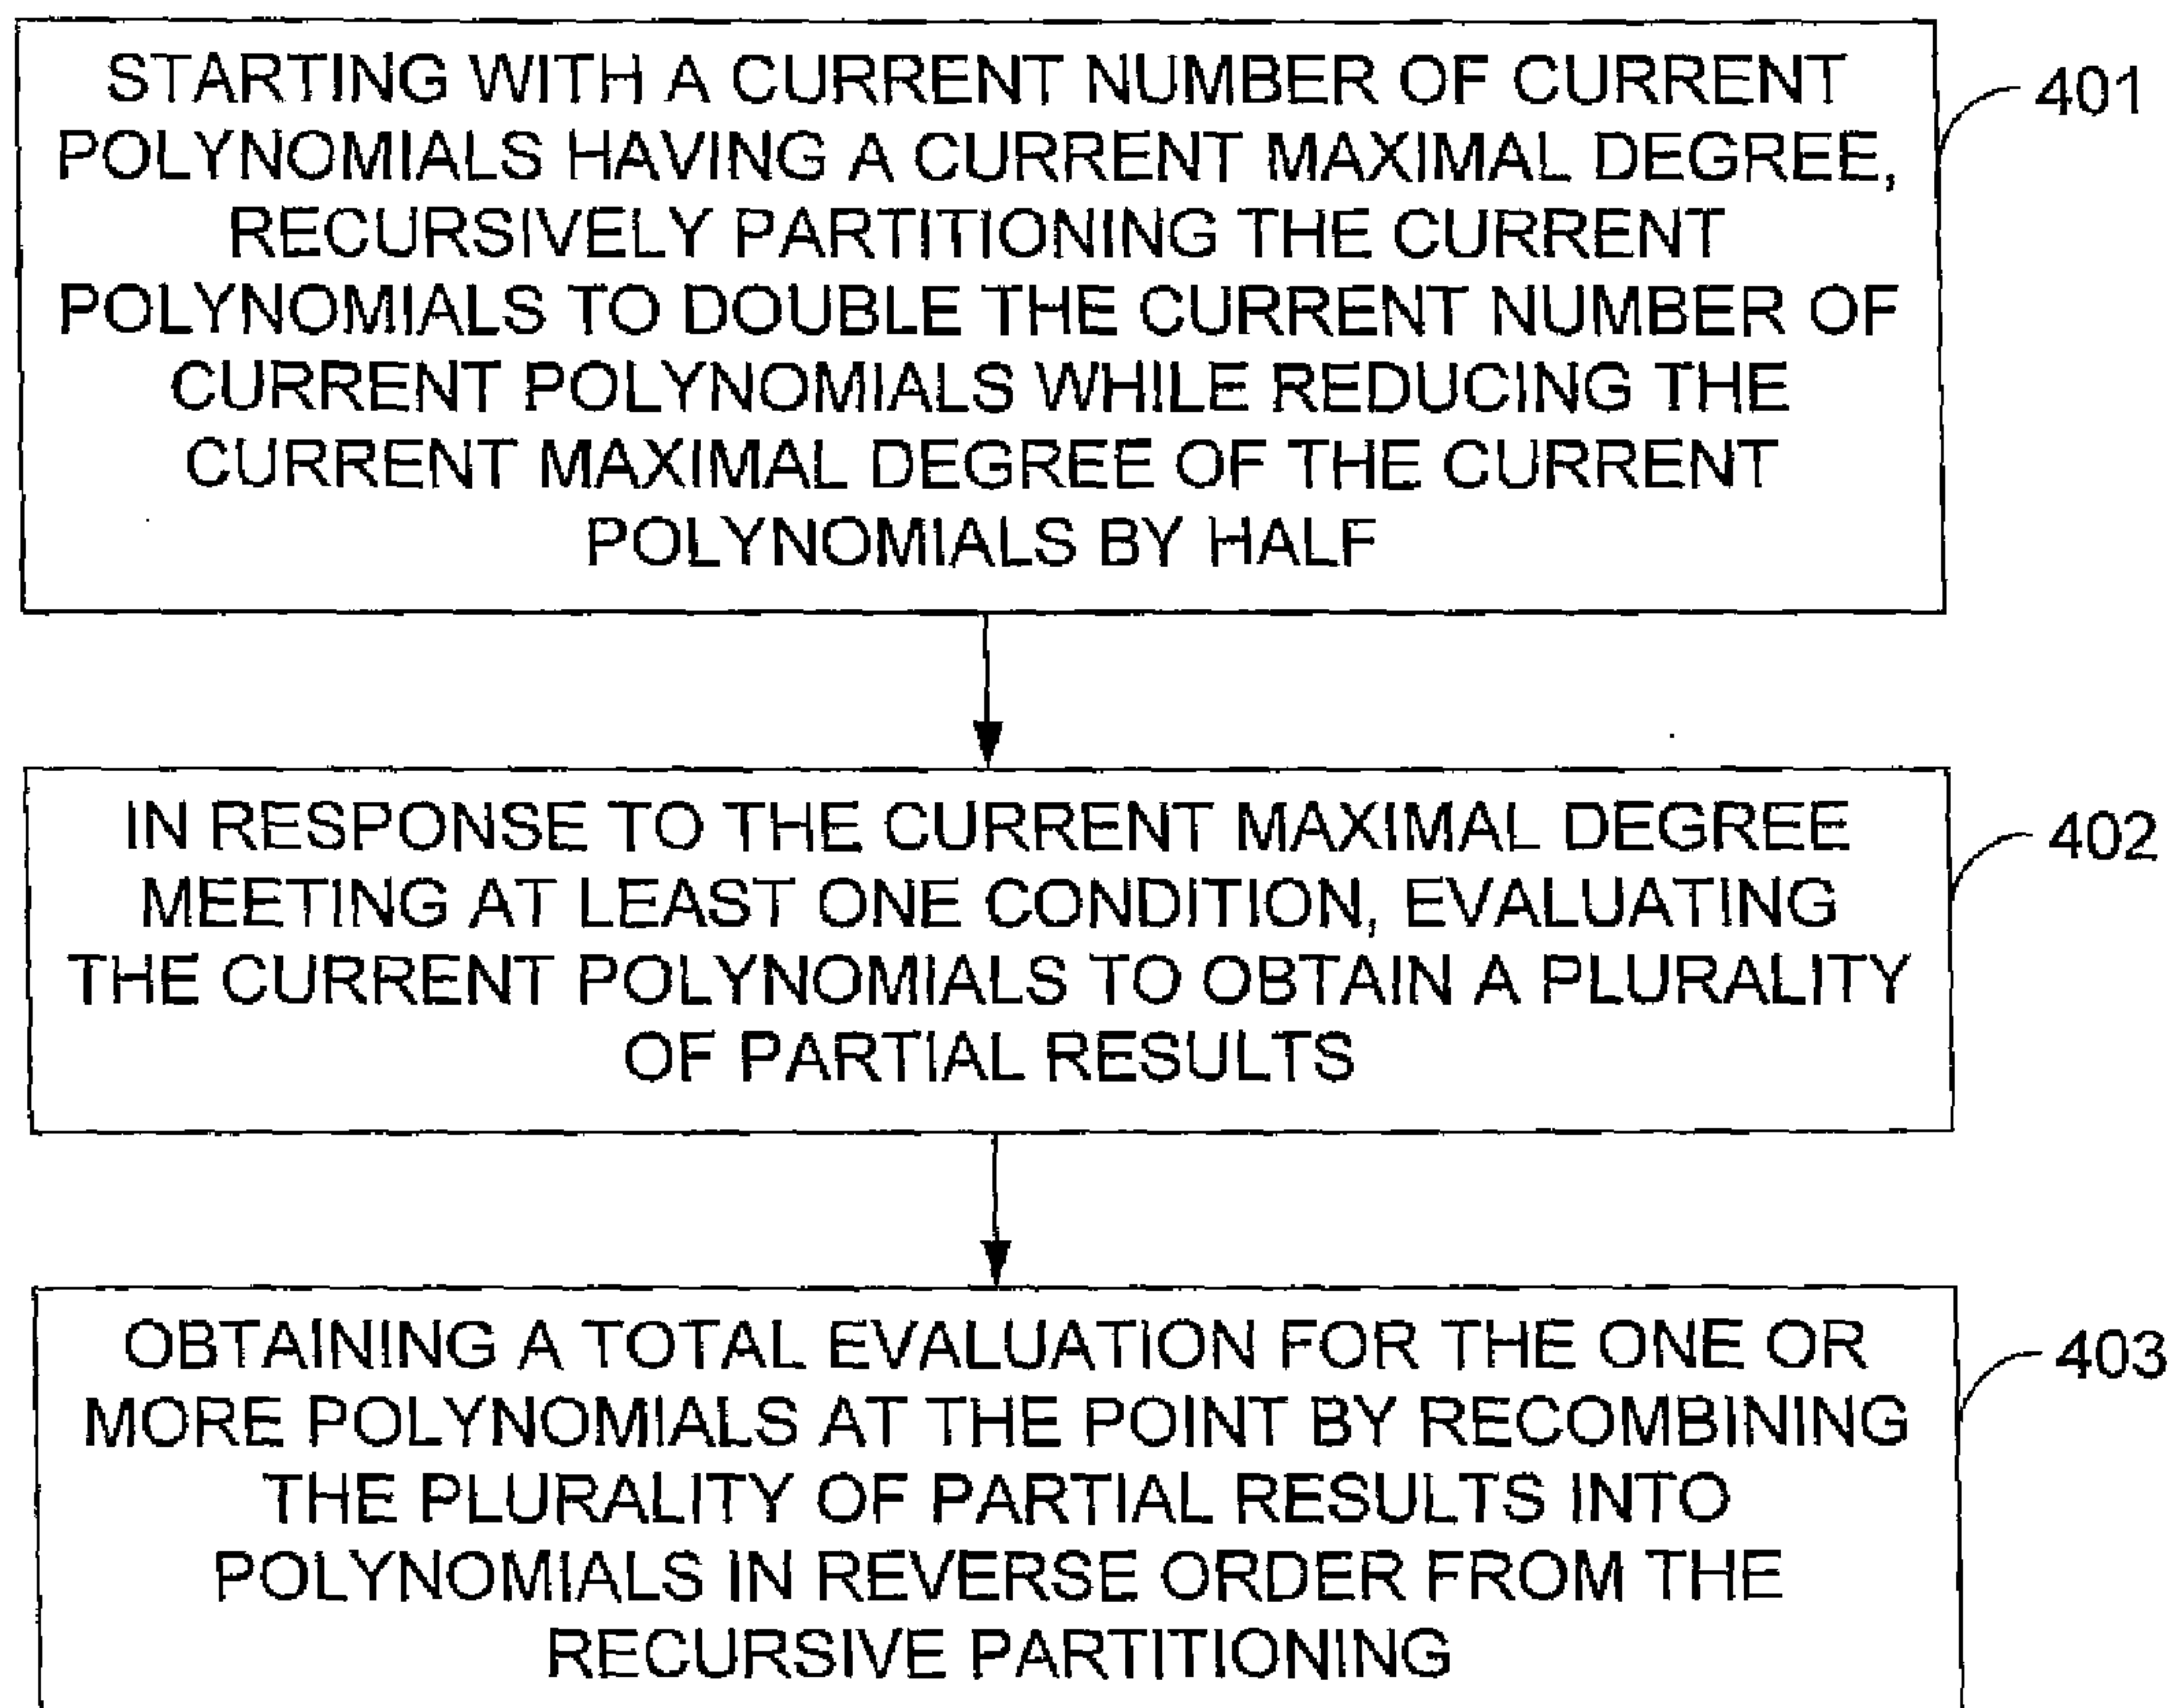 STARTING WITH A CURRENT NUMBER OF CURRENT
POLYNOMIALS HAVING A CURRENT MAXIMAL DEGREE,
RECURSIVELY PARTITIONING THE CURRENT
POLYNOMIALS TO DOUBLE THE CURRENT NUMBER OF
CURRENT POLYNOMIALS WHILE REDUCING THE
CURRENT MAXIMAL DEGREE OF THE CURRENT
POLYNOMIALS BY HALF
401
IN RESPONSE TO THE CURRENT MAXIMAL DEGREE
MEETING AT LEAST ONE CONDITION, EVALUATING
THE CURRENT POLYNOMIALS TO OBTAIN A PLURALITY
OF PARTIAL RESULTS
402
OBTAINING A TOTAL EVALUATION FOR THE ONE OR
MORE POLYNOMIALS AT THE POINT BY RECOMBINING
THE PLURALITY OF PARTIAL RESULTS INTO
POLYNOMIALS IN REVERSE ORDER FROM THE
RECURSIVE PARTITIONING
403